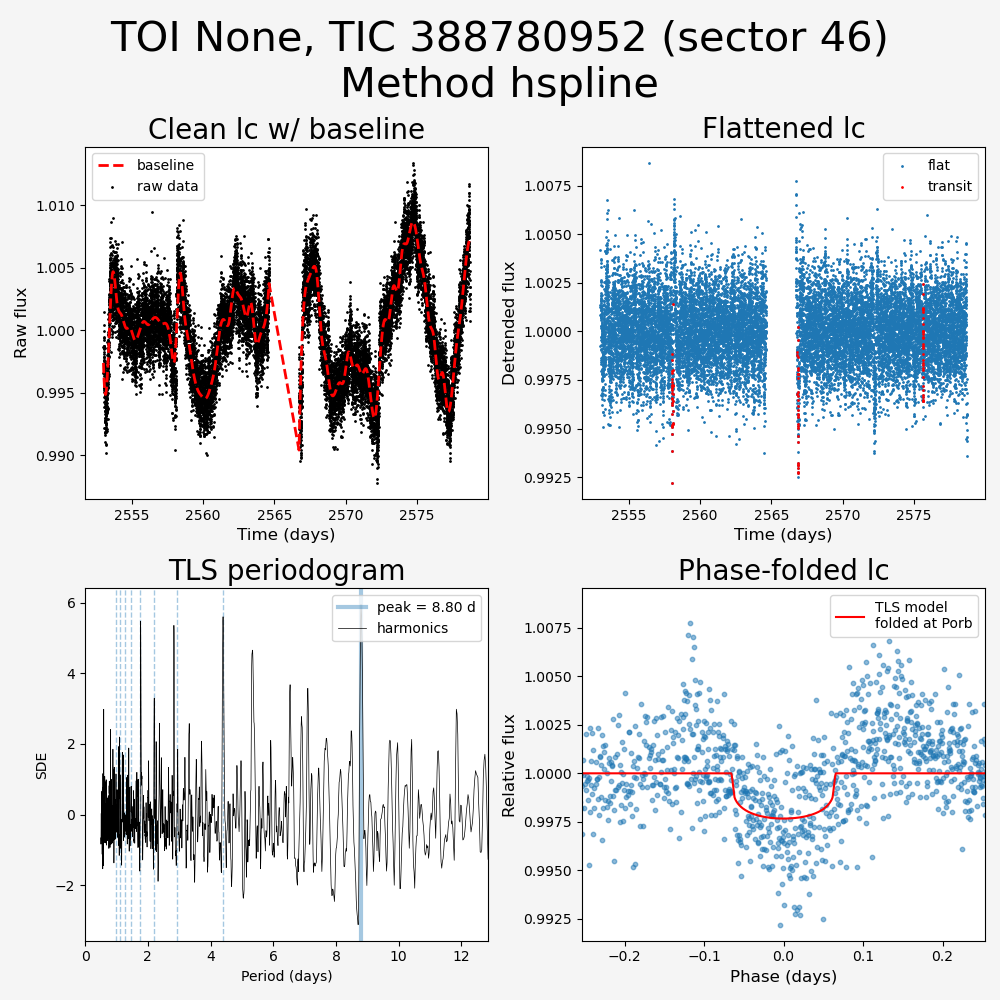 TOI None, TIC 388780952 (sector 46)
Method hspline
Clean lc w/ baseline
baseline
raw data
1.010
1.005
1.000
0.995
0.990
Raw flux
2555 2560 2565 2570 2575
Time (days)
Flattened lc
flat
transit
1.0075
1.0050
1.0025
1.0000
0.9975
0.9950
0.9925
Detrended flux
2555 2560 2565 2570 2575
Time (days)
TLS periodogram
peak = 8.80 d
harmonics
6
4
2
0
−2
SDE
0 2 4 6 8 10 12
Period (days)
Phase-folded lc
TLS model
folded at Porb
1.0075
1.0050
1.0025
1.0000
0.9975
0.9950
0.9925
Relative flux
−0.2 −0.1 0.0 0.1 0.2
Phase (days)